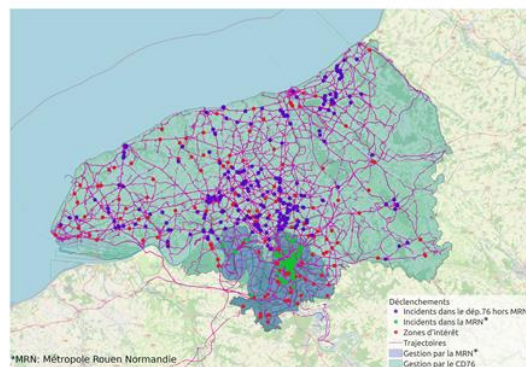 Déclenchements
Incidents dans le dép.76 hors MRN
Incidents dans la MRN*
Zones d'intérêt
Trajectoires
Gestion par la MRN*
Gestion par le CD76
*MRN: Métropole Rouen Normandie